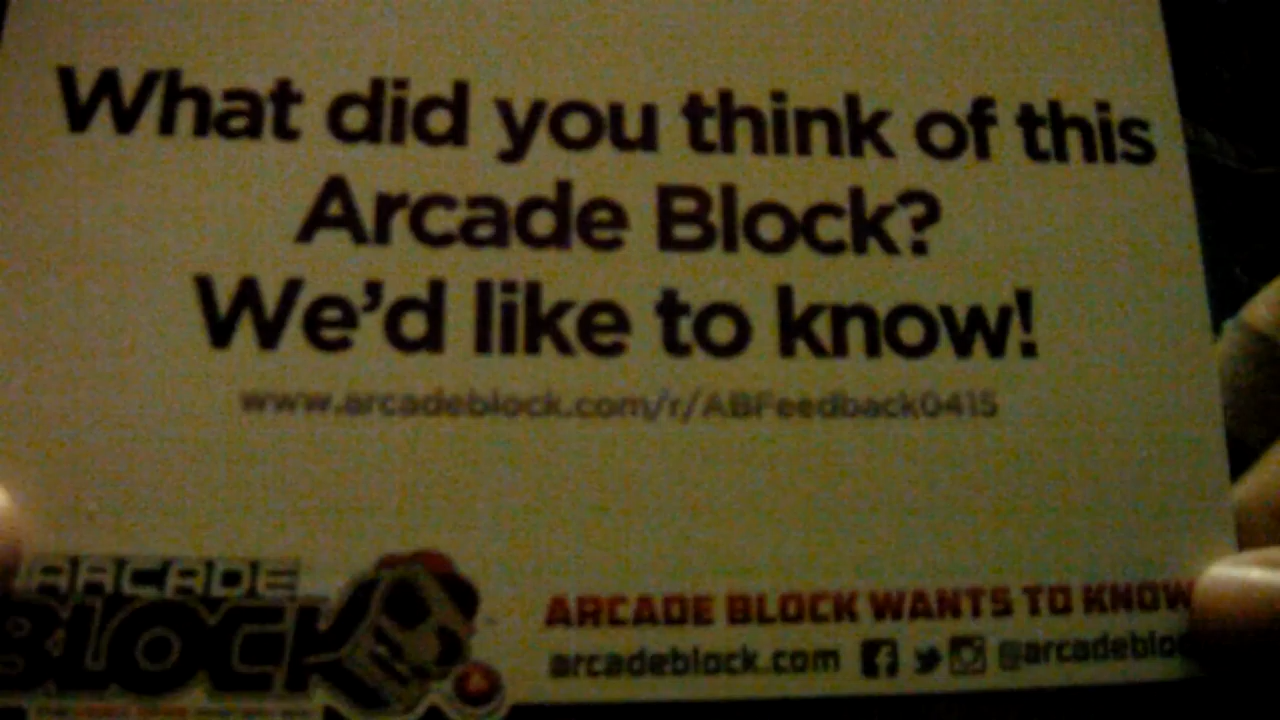 What did you think of this
Arcade Block?
We'd like to know!
www.arcadeblock.com/r/ABFeedback0415
ARCADE
BLOCK
ARCADE BLOCK WANTS TO KNOW
arcadeblock.com @arcadebloc